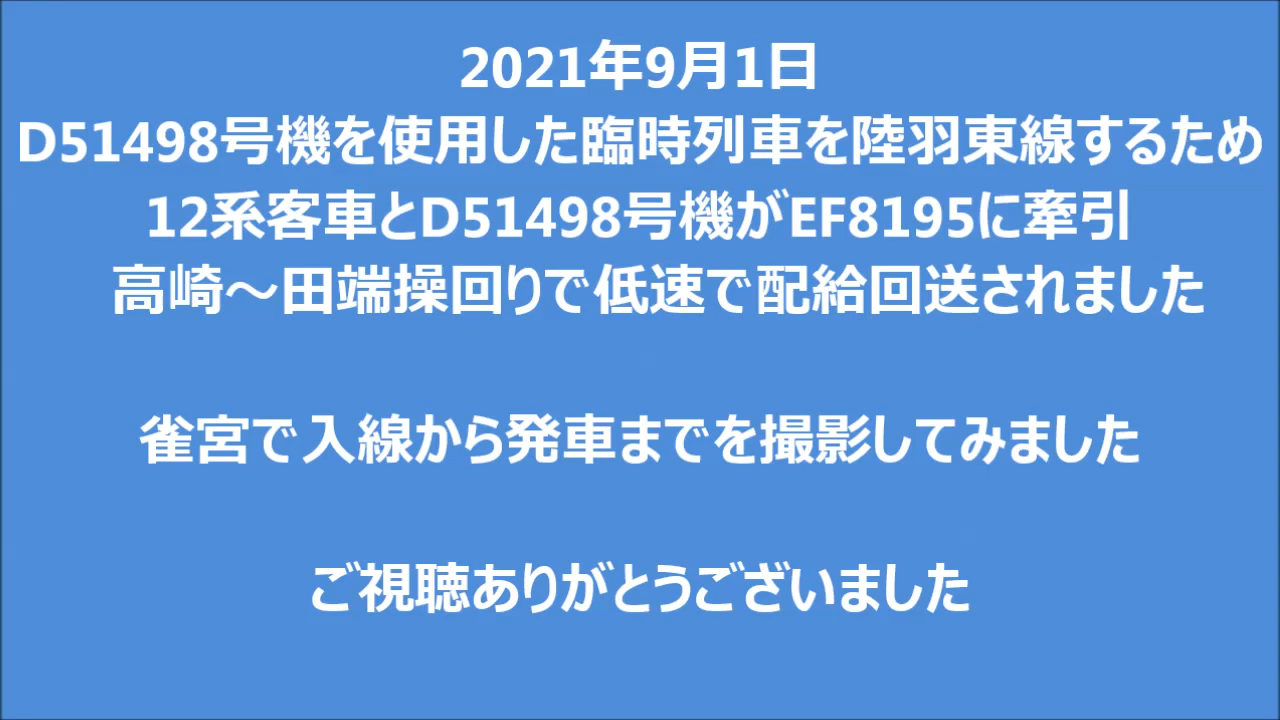 2021年9月1日
D51498号機を使用した臨時列車を陸羽東線するため
12系客車とD51498号機がEF8195に牽引
高崎～田端操回りで低速で配給回送されました
雀宮で入線から発車までを撮影してみました
ご視聴ありがとうございました